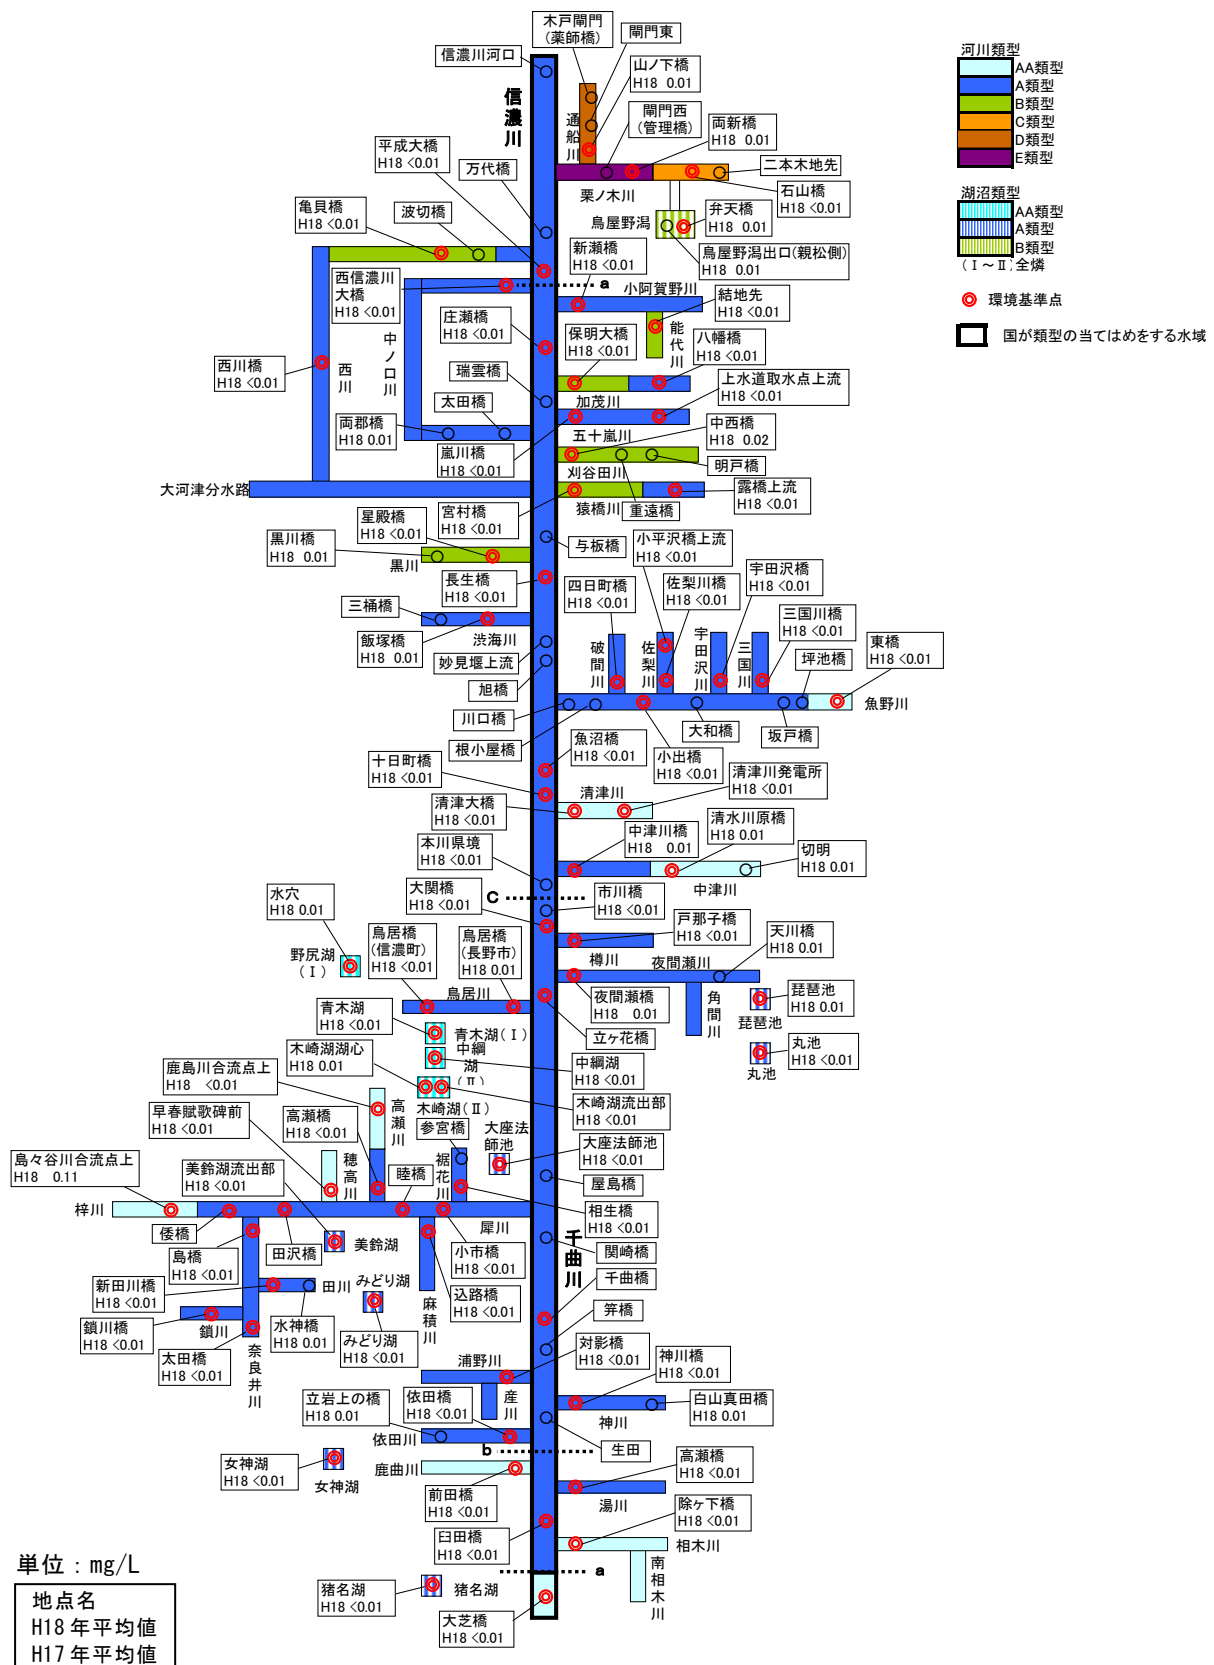 木戸閘門
(薬師橋)
閘門東
信濃川河口
山ノ下橋
H18 0.01
信濃川
通船川
閘門西
(管理橋)
両新橋
H18 0.01
平成大橋
H18 <0.01
万代橋
二本木地先
栗ノ木川
石山橋
H18 0.01
亀貝橋
H18 <0.01
波切橋
鳥屋野潟
弁天橋
H18 0.01
新瀬橋
H18 <0.01
鳥屋野潟出口(親松側)
H18 0.01
西信濃川
大橋
H18 <0.01
a
小阿賀野川
結地先
H18 <0.01
庄瀬橋
H18 <0.01
中ノ口川
保明大橋
H18 <0.01
能代川
八幡橋
H18 <0.01
西川橋
H18 <0.01
西川
瑞雲橋
上水道取水点上流
H18 <0.01
太田橋
加茂川
両郡橋
H18 0.01
嵐川橋
H18 <0.01
五十嵐川
中西橋
H18 0.02
明戸橋
刈谷田川
大河津分水路
露橋上流
H18 <0.01
宮村橋
H18 <0.01
猿橋川
重遠橋
星殿橋
H18 <0.01
黒川橋
H18 0.01
与板橋
小平沢橋上流
H18 <0.01
黒川
長生橋
H18 <0.01
四日町橋
H18 <0.01
佐梨川橋
H18 <0.01
宇田沢橋
H18 <0.01
三桶橋
三国川橋
H18 <0.01
飯塚橋
H18 0.01
渋海川
破間川
佐梨川
宇田沢川
三国川
東橋
H18 <0.01
妙見堰上流
坪池橋
旭橋
魚野川
川口橋
大和橋
坂戸橋
根小屋橋
魚沼橋
H18 <0.01
小出橋
H18 <0.01
十日町橋
H18 <0.01
清津川
清津川発電所
H18 <0.01
清津大橋
H18 <0.01
中津川橋
H18 0.01
清水川原橋
H18 0.01
本川県境
H18 <0.01
切明
H18 0.01
中津川
c
大関橋
H18 <0.01
市川橋
H18 <0.01
水穴
H18 0.01
戸那子橋
H18 <0.01
天川橋
H18 0.01
鳥居橋
(信濃町)
H18 <0.01
鳥居橋
(長野市)
H18 0.01
野尻湖
(Ⅰ)
樽川
夜間瀬川
鳥居川
夜間瀬橋
H18 0.01
角間川
琵琶池
H18 0.01
琵琶池
青木湖
H18 <0.01
青木湖(Ⅰ)
立ヶ花橋
木崎湖湖心
H18 0.01
中綱湖
(Ⅱ)
中綱湖
H18 <0.01
丸池
H18 <0.01
丸池
鹿島川合流点上
H18 <0.01
木崎湖(Ⅱ)
木崎湖流出部
H18 <0.01
早春賦歌碑前
H18 <0.01
高瀬橋
H18 <0.01
高瀬川
参宮橋
大座法師池
大座法師池
H18 <0.01
島々谷川合流点上
H18 0.11
美鈴湖流出部
H18 <0.01
穂高川
睦橋
裾花川
屋島橋
梓川
相生橋
H18 <0.01
倭橋
犀川
島橋
H18 <0.01
田沢橋
美鈴湖
小市橋
H18 <0.01
千曲川
関崎橋
新田川橋
H18 <0.01
田川
みどり湖
込路橋
H18 <0.01
千曲橋
鎖川橋
H18 <0.01
鎖川
水神橋
H18 0.01
みどり湖
H18 <0.01
麻積川
笄橋
太田橋
H18 <0.01
奈良井川
浦野川
対影橋
H18 <0.01
神川橋
H18 <0.01
立岩上の橋
H18 0.01
依田橋
H18 <0.01
産川
白山真田橋
H18 0.01
神川
依田川
b
生田
女神湖
H18 <0.01
女神湖
鹿曲川
高瀬橋
H18 <0.01
前田橋
H18 <0.01
湯川
除ヶ下橋
H18 <0.01
臼田橋
H18 <0.01
相木川
a
南相木川
猪名湖
H18 <0.01
猪名湖
大芝橋
H18 <0.01
単位：mg/L
地点名
H18年平均値
H17年平均値
河川類型
AA類型
A類型
B類型
C類型
D類型
E類型
湖沼類型
AA類型
A類型
B類型
(Ⅰ～Ⅱ)全燐
環境基準点
国が類型の当てはめをする水域